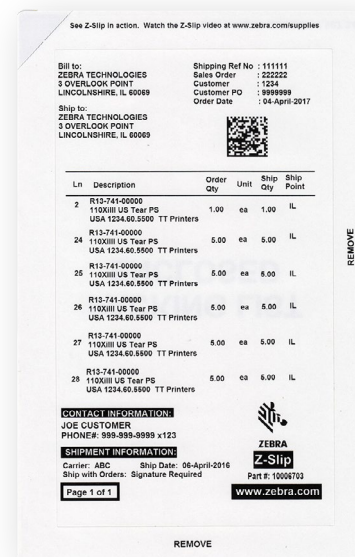 See Z-Slip in action. Watch the Z-Slip video at www.zebra.com/supplies
Bill to:
ZEBRA TECHNOLOGIES
3 OVERLOOK POINT
LINCOLNSHIRE, IL 60069
Ship to:
ZEBRA TECHNOLOGIES
3 OVERLOOK POINT
LINCOLNSHIRE, IL 60069
Shipping Ref No : 111111
Sales Order : 222222
Customer : 1234
Customer PO : 9999999
Order Date : 04-April-2017
Ln Description Order Qty Unit Ship Qty Ship Point
2 R13-741-00000 1.00 ea 1.00 IL
110XiIII US Tear PS
USA 1234.60.5500 TT Printers
24 R13-741-00000 5.00 ea 5.00 IL
110XiIII US Tear PS
USA 1234.60.5500 TT Printers
25 R13-741-00000 5.00 ea 5.00 IL
110XiIII US Tear PS
USA 1234.60.5500 TT Printers
26 R13-741-00000 5.00 ea 5.00 IL
110XiIII US Tear PS
USA 1234.60.5500 TT Printers
27 R13-741-00000 5.00 ea 5.00 IL
110XiIII US Tear PS
USA 1234.60.5500 TT Printers
28 R13-741-00000 5.00 ea 5.00 IL
110XiIII US Tear PS
USA 1234.60.5500 TT Printers
CONTACT INFORMATION:
JOE CUSTOMER
PHONE#: 999-999-9999 x123
SHIPMENT INFORMATION:
Carrier: ABC Ship Date: 06-April-2016
Ship with Orders: Signature Required
Page 1 of 1
ZEBRA
Z-Slip
Part #: 10006703
www.zebra.com
REMOVE
REMOVE